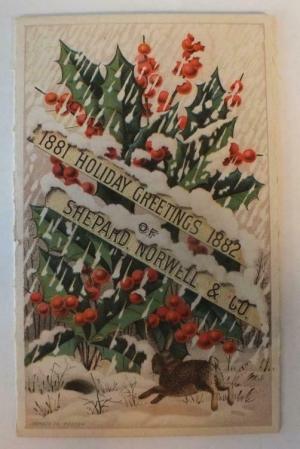 1881 HOLIDAY GREETINGS 1882
OF
SHEPARD, NORWELL & CO.